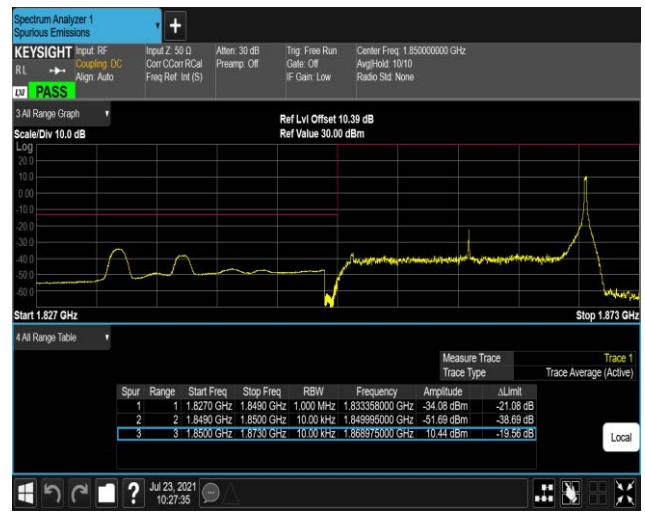 Spectrum Analyzer 1
Spurious Emissions
+
KEYSIGHT Input: RF Input Z: 50 Ω Atten: 30 dB Trig: Free Run Center Freq: 1.850000000 GHz
R L Coupling: DC Corr CCorr RCal Preamp: Off Gate: Off Avg|Hold: 10/10
Align: Auto Freq Ref: Int (S) IF Gain: Low Radio Std: None
LXI PASS
3 All Range Graph
Ref Lvl Offset 10.39 dB
Scale/Div 10.0 dB Ref Value 30.00 dBm
Log
20.0
10.0
0.00
-10.0
-20.0
-30.0
-40.0
-50.0
-60.0
Start 1.827 GHz Stop 1.873 GHz
4 All Range Table
Measure Trace Trace 1
Trace Type Trace Average (Active)
Spur Range Start Freq Stop Freq RBW Frequency Amplitude ΔLimit
1 1 1.8270 GHz 1.8490 GHz 1.000 MHz 1.833358000 GHz -34.08 dBm -21.08 dB
2 2 1.8490 GHz 1.8500 GHz 10.00 kHz 1.849995000 GHz -51.69 dBm -38.69 dB
3 3 1.8500 GHz 1.8730 GHz 10.00 kHz 1.868975000 GHz 10.44 dBm -19.56 dB
Local
? Jul 23, 2021
10:27:35